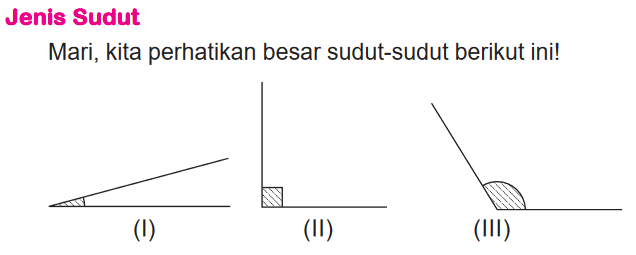 Jenis Sudut
Mari, kita perhatikan besar sudut-sudut berikut ini!
(I) (II) (III)